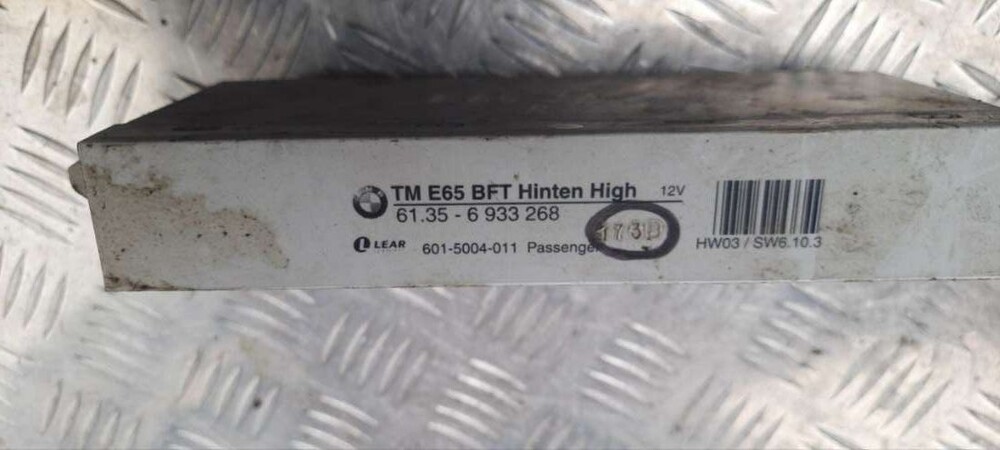 TM E65 BFT Hinten High 12V
61.35 - 6 933 268
LEAR 601-5004-011 Passenger
HW03 / SW6.10.3